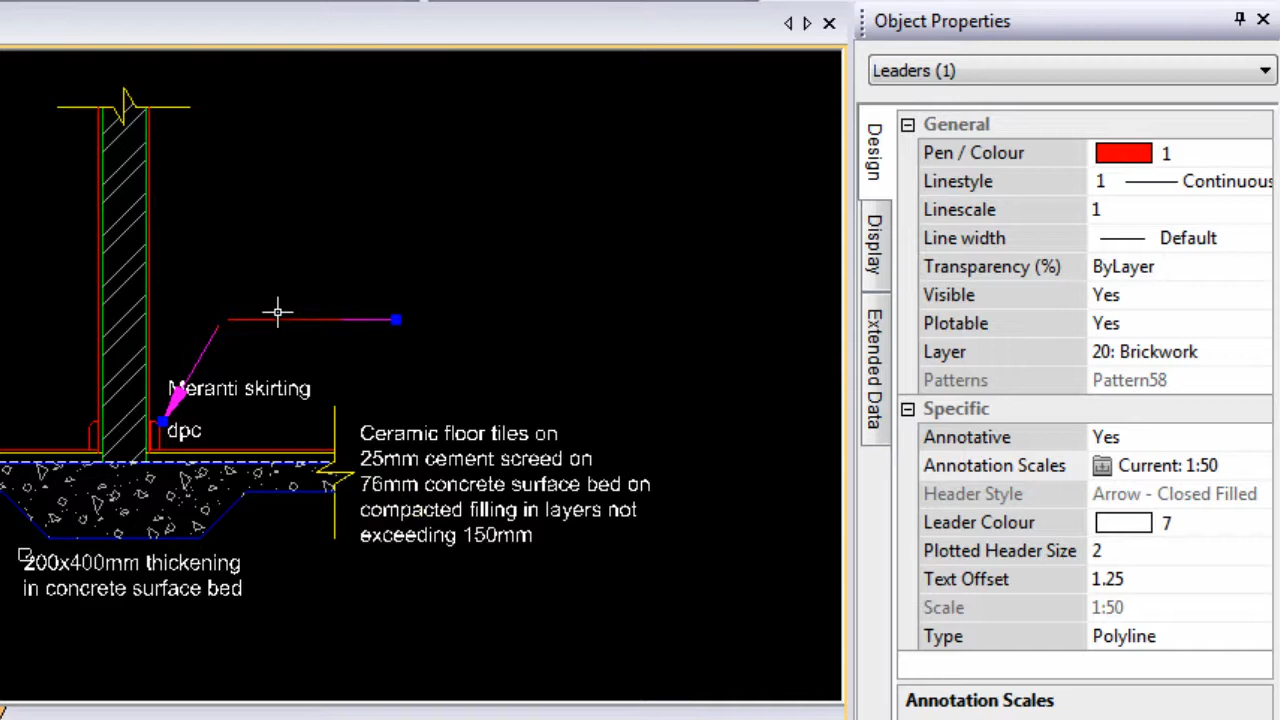 Meranti skirting
dpc
Ceramic floor tiles on
25mm cement screed on
76mm concrete surface bed on
compacted filling in layers not
exceeding 150mm
200x400mm thickening
in concrete surface bed
Object Properties
Leaders (1)
Design
Display
Extended Data
General
Pen / Colour 1
Linestyle 1 Continuous
Linescale 1
Line width Default
Transparency (%) ByLayer
Visible Yes
Plotable Yes
Layer 20: Brickwork
Patterns Pattern58
Specific
Annotative Yes
Annotation Scales Current: 1:50
Header Style Arrow - Closed Filled
Leader Colour 7
Plotted Header Size 2
Text Offset 1.25
Scale 1:50
Type Polyline
Annotation Scales